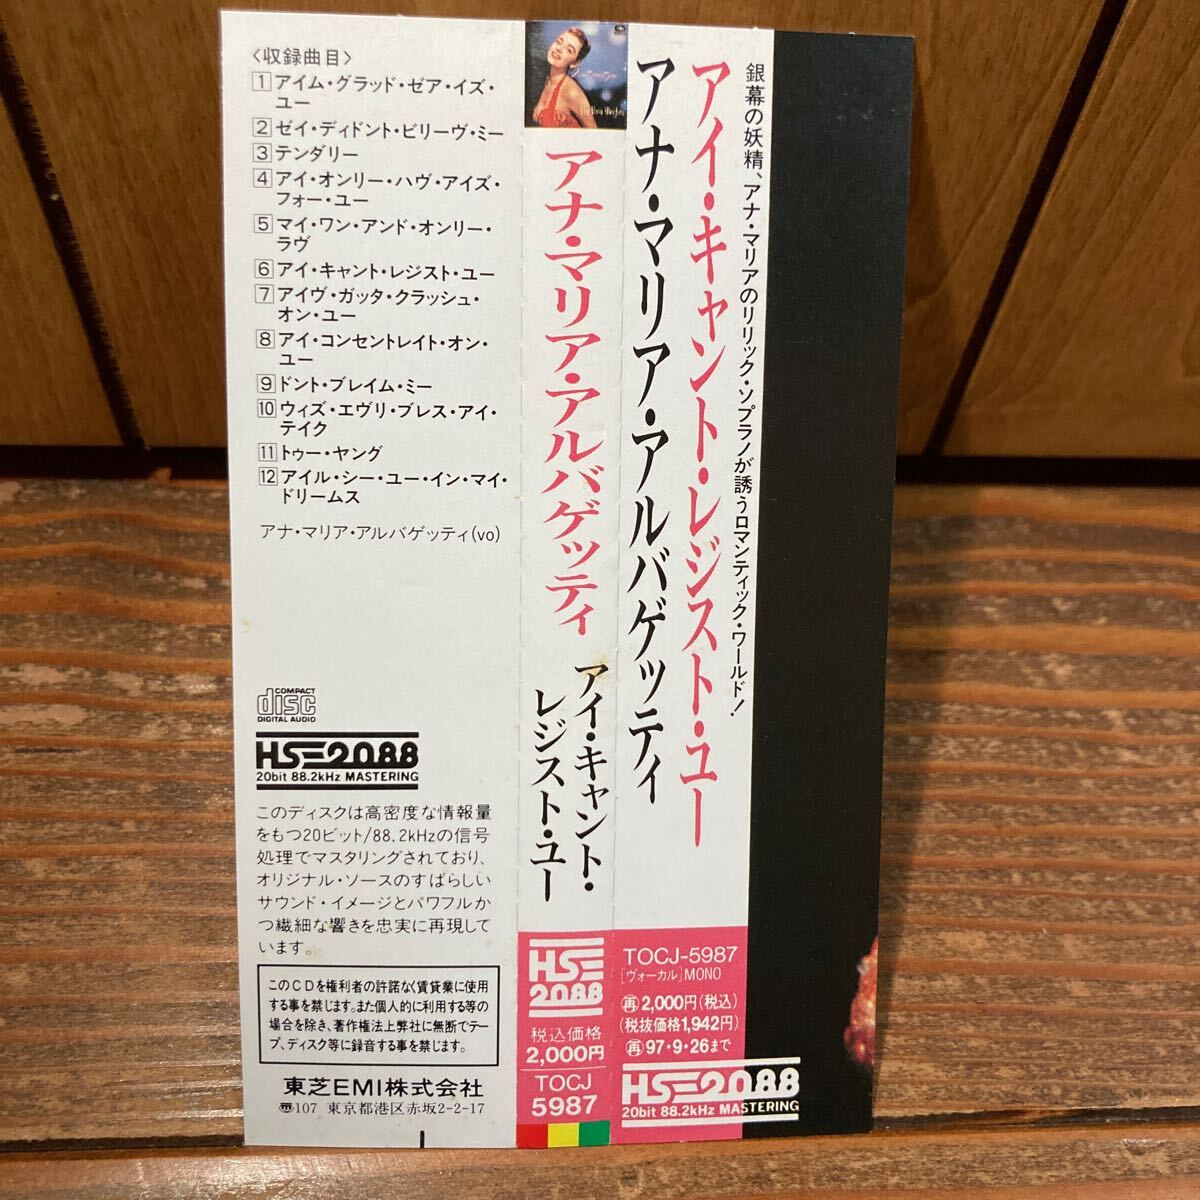 〈収録曲目〉
1 アイム・グラッド・ゼア・イズ・
ユー
2 ゼイ・ディドント・ビリーヴ・ミー
3 テンダリー
4 アイ・オンリー・ハヴ・アイズ・
フォー・ユー
5 マイ・ワン・アンド・オンリー・
ラヴ
6 アイ・キャント・レジスト・ユー
7 アイヴ・ガッタ・クラッシュ・
オン・ユー
8 アイ・コンセントレイト・オン・
ユー
9 ドント・ブレイム・ミー
10 ウィズ・エヴリ・ブレス・アイ・
テイク
11 トゥー・ヤング
12 アイル・シー・ユー・イン・マイ・
ドリームス
アナ・マリア・アルバゲッティ(vo)
COMPACT
disc
DIGITAL AUDIO
HS2088
20bit 88.2kHz MASTERING
このディスクは高密度な情報量
をもつ20ビット/88.2kHzの信号
処理でマスタリングされており、
オリジナル・ソースのすばらしい
サウンド・イメージとパワフルか
つ繊細な響きを忠実に再現して
います。
このCDを権利者の許諾なく賃貸業に使用
する事を禁じます。また個人的に利用する等の
場合を除き、著作権法上弊社に無断でテー
プ、ディスク等に録音する事を禁じます。
東芝EMI株式会社
〠107 東京都港区赤坂2-2-17
アナ・マリア・アルバゲッティ
アイ・キャント・
レジスト・ユー
HS
2088
税込価格
2,000円
TOCJ
5987
銀幕の妖精、アナ・マリアのリリック・ソプラノが誘うロマンティック・ワールド!
アイ・キャント・レジスト・ユー
アナ・マリア・アルバゲッティ
TOCJ-5987
[ヴォーカル] MONO
再 2,000円(税込)
(税抜価格1,942円)
再 97・9・26まで
HS2088
20bit 88.2kHz MASTERING